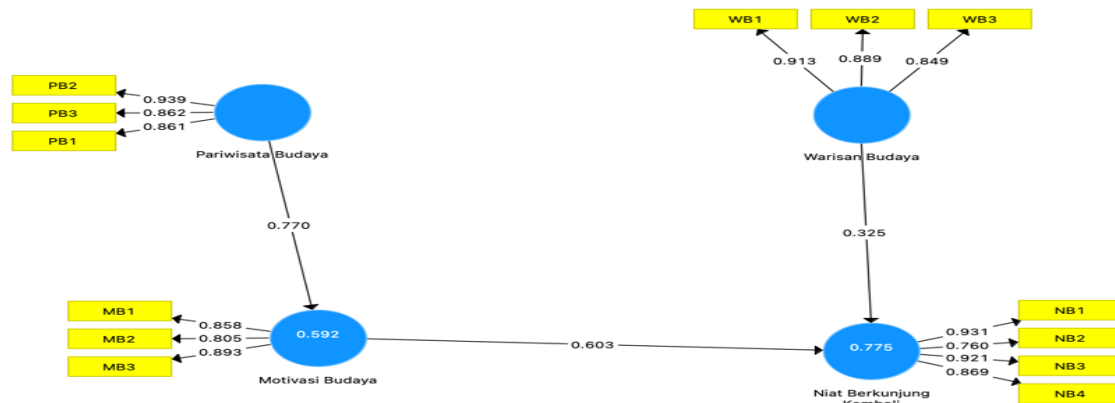 WB1
WB2
WB3
0.913
0.889
0.849
PB2
PB3
PB1
0.939
0.862
0.861
Pariwisata Budaya
Warisan Budaya
0.770
0.325
MB1
MB2
MB3
0.858
0.805
0.893
0.592
Motivasi Budaya
0.603
0.775
Niat Berkunjung
Kembali
0.931
0.760
0.921
0.869
NB1
NB2
NB3
NB4